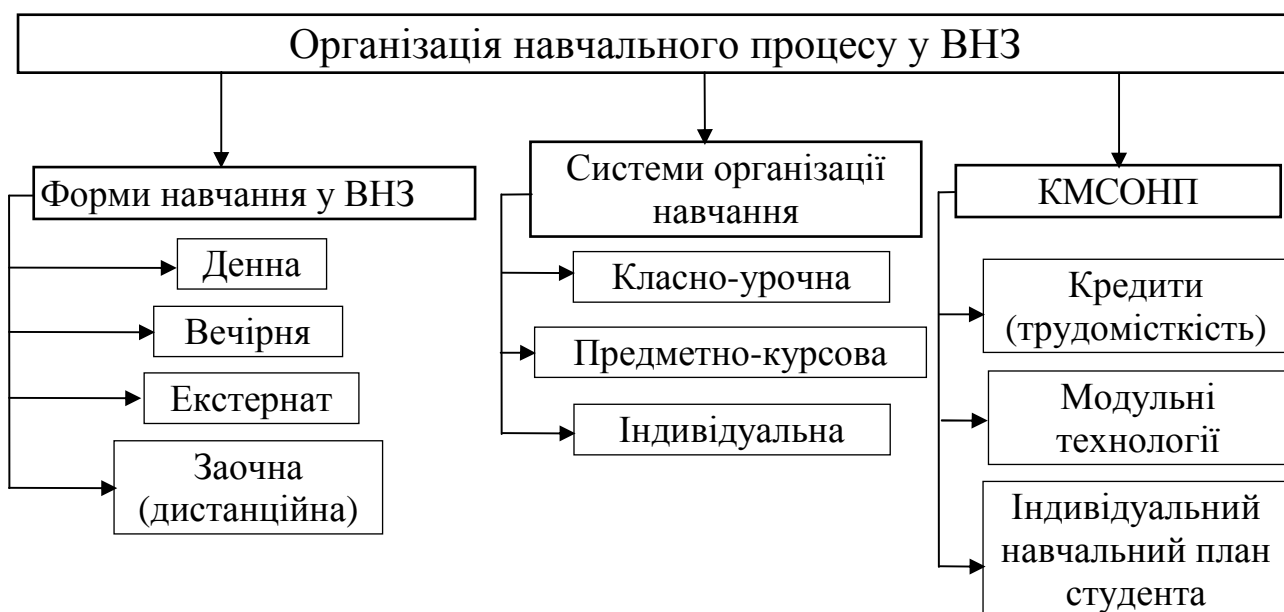 Організація навчального процесу у ВНЗ
Форми навчання у ВНЗ
Денна
Вечірня
Екстернат
Заочна
(дистанційна)
Системи організації
навчання
Класно-урочна
Предметно-курсова
Індивідуальна
КМСОНП
Кредити
(трудомісткість)
Модульні
технології
Індивідуальний
навчальний план
студента